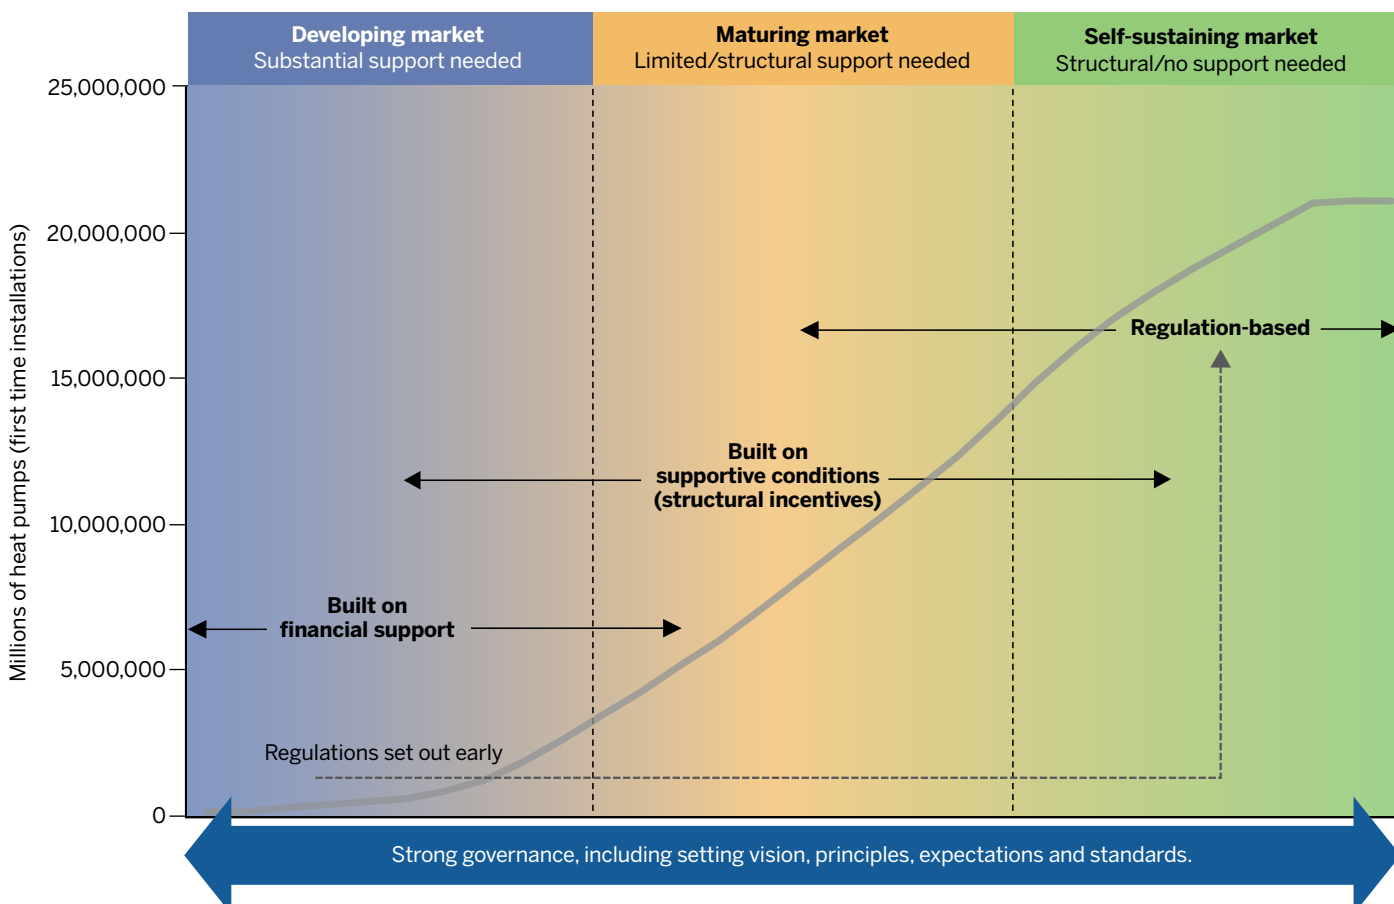 Developing market
Substantial support needed
Maturing market
Limited/structural support needed
Self-sustaining market
Structural/no support needed
Millions of heat pumps (first time installations)
25,000,000
20,000,000
15,000,000
10,000,000
5,000,000
0
Regulation-based
Built on
supportive conditions
(structural incentives)
Built on
financial support
Regulations set out early
Strong governance, including setting vision, principles, expectations and standards.